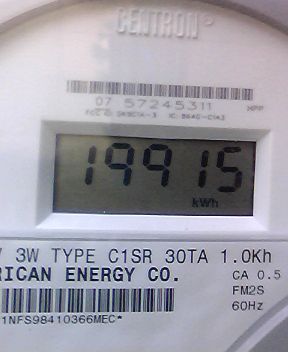 CENTRON®
07 57245311
19915
kWh
3W TYPE C1SR 30TA 1.0Kh
RICAN ENERGY CO.
CA 0.5
FM2S
60Hz
1NFS98410366MEC*